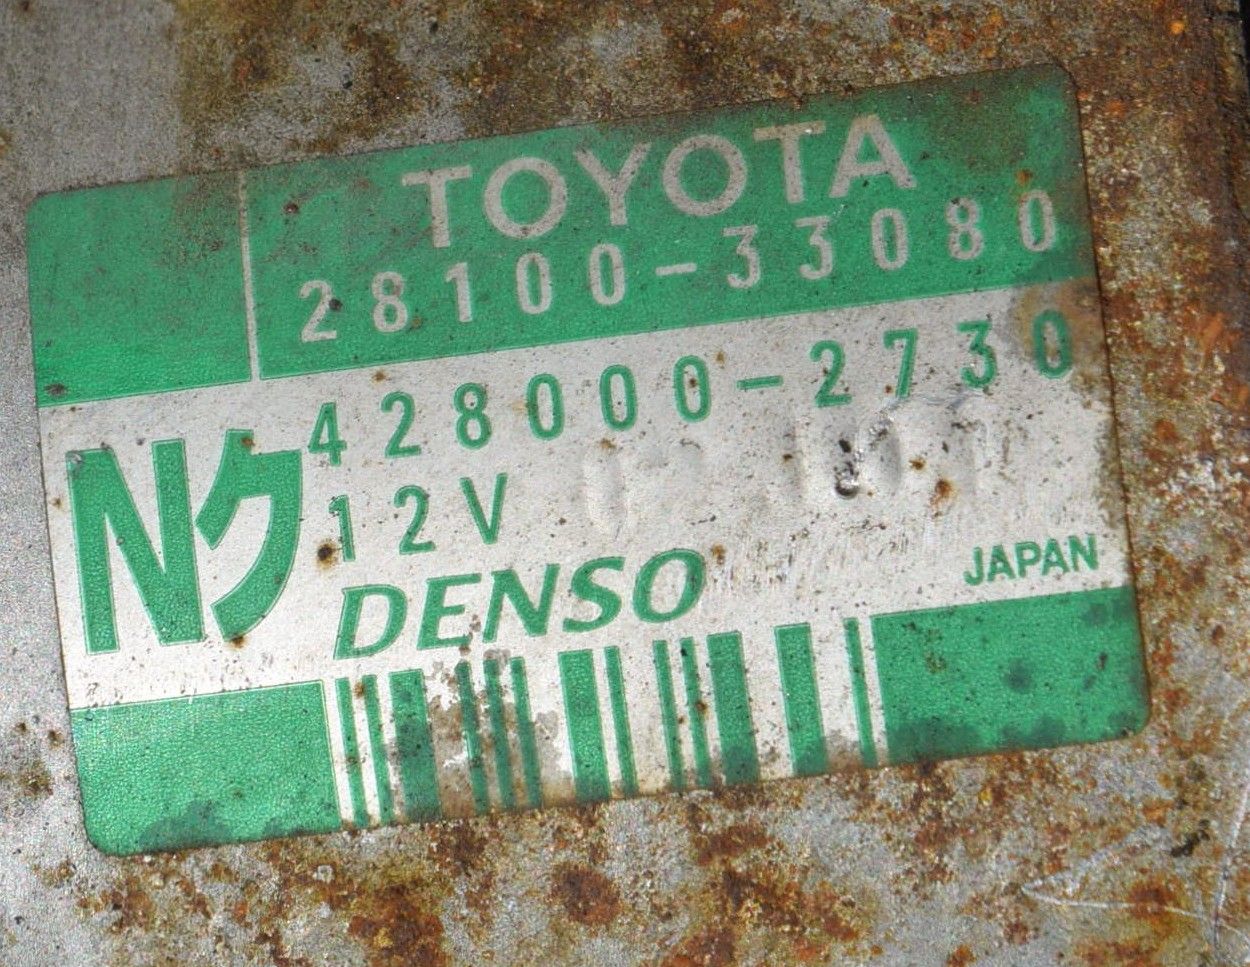 TOYOTA
28100-33080
428000-2730
Nク
12V
DENSO
JAPAN